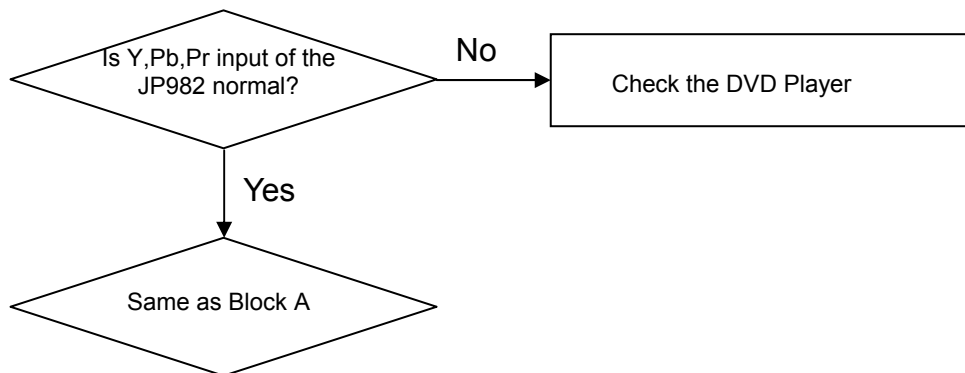 Is Y,Pb,Pr input of the
JP982 normal?
No
Check the DVD Player
Yes
Same as Block A